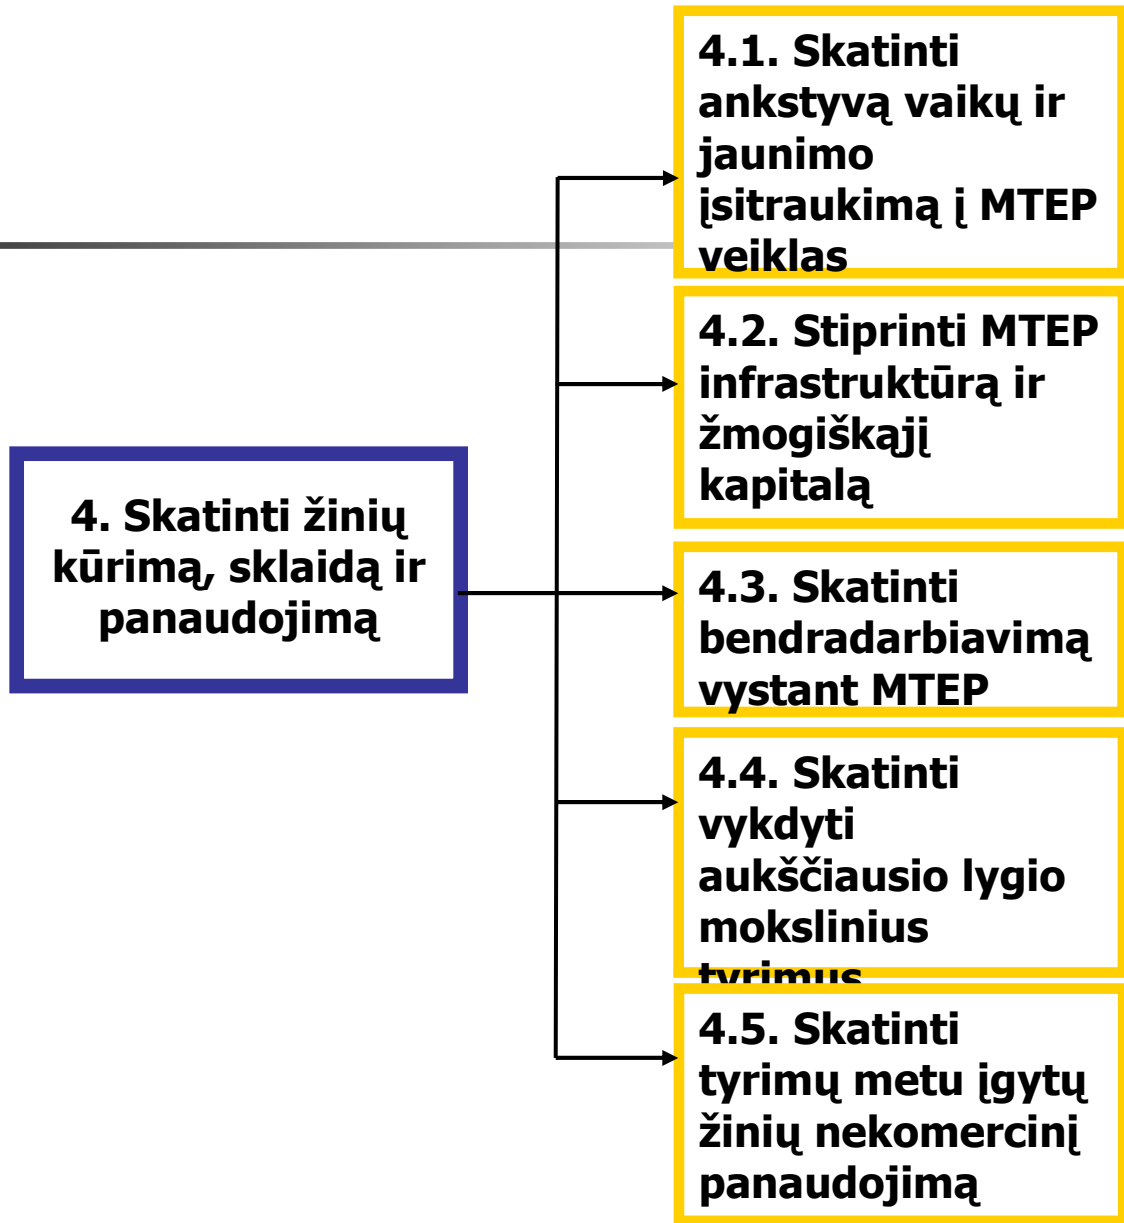 4. Skatinti žinių
kūrimą, sklaidą ir
panaudojimą
4.1. Skatinti
ankstyvą vaikų ir
jaunimo
įsitraukimą į MTEP
veiklas
4.2. Stiprinti MTEP
infrastruktūrą ir
žmogiškąjį
kapitalą
4.3. Skatinti
bendradarbiavimą
vystant MTEP
4.4. Skatinti
vykdyti
aukščiausio lygio
mokslinius
tyrimus
4.5. Skatinti
tyrimų metu įgytų
žinių nekomercinį
panaudojimą